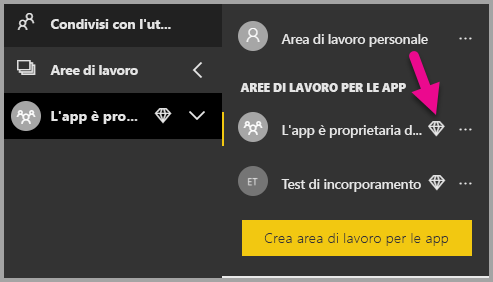 Condivisi con l'ut...
Aree di lavoro
L'app è pro...
Area di lavoro personale
AREE DI LAVORO PER LE APP
L'app è proprietaria d...
ET
Test di incorporamento
Crea area di lavoro per le app